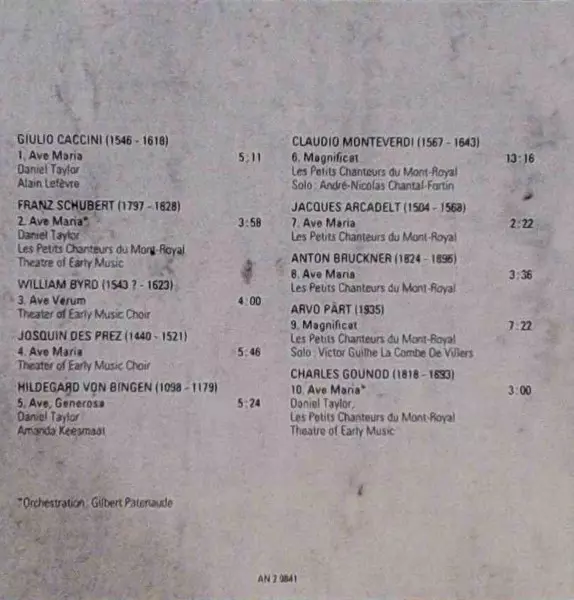 GIULIO CACCINI (1546 - 1618)
1. Ave Maria 5:11
Daniel Taylor
Alain Lefèvre
FRANZ SCHUBERT (1797 - 1828)
2. Ave Maria* 3:58
Daniel Taylor
Les Petits Chanteurs du Mont-Royal
Theatre of Early Music
WILLIAM BYRD (1543 ? - 1623)
3. Ave Verum 4:00
Theater of Early Music Choir
JOSQUIN DES PREZ (1440 - 1521)
4. Ave Maria 5:46
Theater of Early Music Choir
HILDEGARD VON BINGEN (1098 - 1179)
5. Ave, Generosa 5:24
Daniel Taylor
Amanda Keesmaat
*Orchestration: Gilbert Patenaude
CLAUDIO MONTEVERDI (1567 - 1643)
6. Magnificat 13:16
Les Petits Chanteurs du Mont-Royal
Solo: André-Nicolas Chantal-Fortin
JACQUES ARCADELT (1504 - 1568)
7. Ave Maria 2:22
Les Petits Chanteurs du Mont-Royal
ANTON BRUCKNER (1824 - 1896)
8. Ave Maria 3:36
Les Petits Chanteurs du Mont-Royal
ARVO PÄRT (1935)
9. Magnificat 7:22
Les Petits Chanteurs du Mont-Royal
Solo: Victor Guilhe La Combe De Villers
CHARLES GOUNOD (1818 - 1893)
10. Ave Maria* 3:00
Daniel Taylor,
Les Petits Chanteurs du Mont-Royal
Theatre of Early Music
AN 2 9841